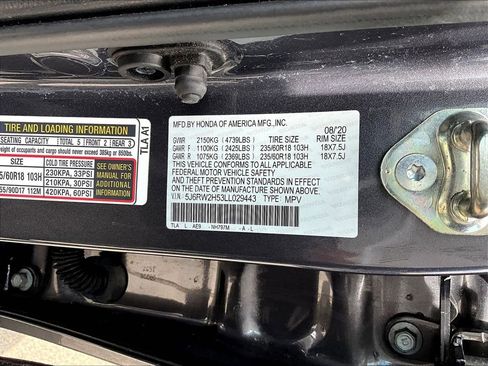 TIRE AND LOADING INFORMATION
SEATING CAPACITY TOTAL 5 FRONT 2 REAR 3
weight of occupants and cargo should never exceed 385kg or 850lbs.
SIZE COLD TIRE PRESSURE
5/60R18 103H 230KPA, 33PSI
210KPA, 30PSI
55/90D17 112M 420KPA, 60PSI
SEE OWNER'S
MANUAL FOR
ADDITIONAL
INFORMATION
TLA A1
MFD.BY HONDA OF AMERICA MFG.,INC. 08/20
GVWR 2150KG (4739LBS) TIRE SIZE RIM SIZE
GAWR F 1100KG (2425LBS) 235/60R18 103H 18X7.5J
GAWR R 1075KG (2369LBS) 235/60R18 103H 18X7.5J
THIS VEHICLE CONFORMS TO ALL APPLICABLE
FEDERAL MOTOR VEHICLE SAFETY
AND THEFT PREVENTION STANDARDS IN EFFECT ON
THE DATE OF MANUFACTURE SHOWN ABOVE.
V.I.N: 5J6RW2H53LL029443 TYPE: MPV
TLA L AE9 NH797M -A-L